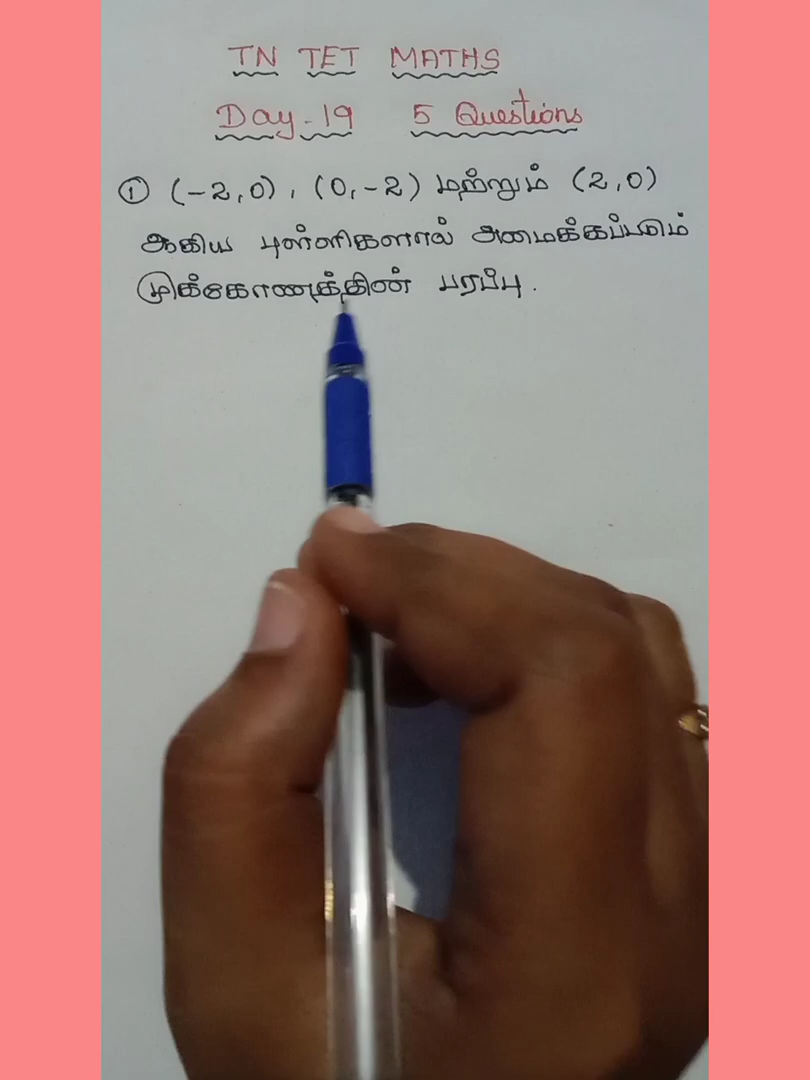 TN TET MATHS
Day-19 5 Questions
① (-2,0), (0,-2) மற்றும் (2,0)
ஆகிய புள்ளிகளால் அமைக்கப்படும்
முக்கோணத்தின் பரப்பு.